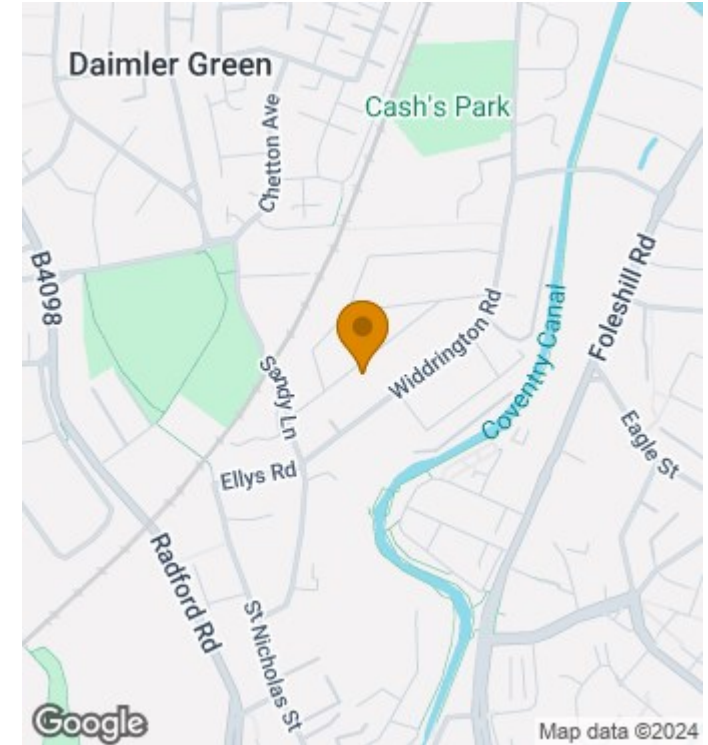 Daimler Green
Chetton Ave
Cash's Park
B4098
Foleshill Rd
Widdrington Rd
Coventry Canal
Sandy Ln
Eagle St
Ellys Rd
Radford Rd
St Nicholas St
Google
Map data ©2024